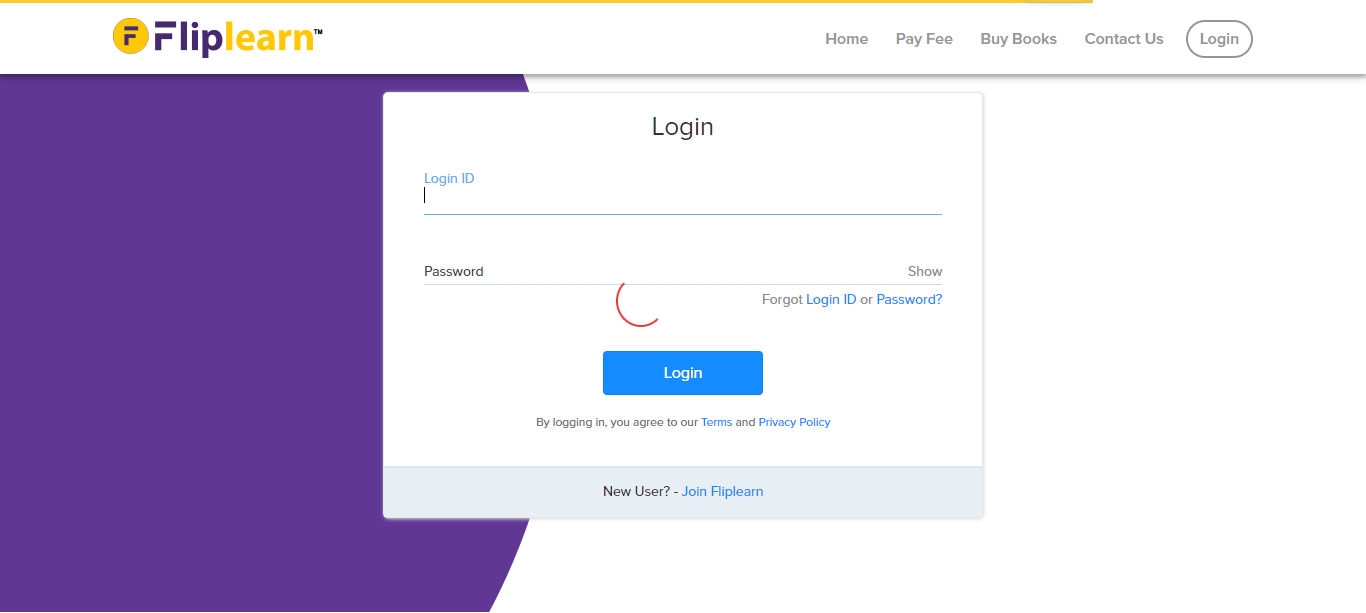 F Fliplearn™
Home Pay Fee Buy Books Contact Us Login
Login
Login ID
Password Show
Forgot Login ID or Password?
Login
By logging in, you agree to our Terms and Privacy Policy
New User? - Join Fliplearn